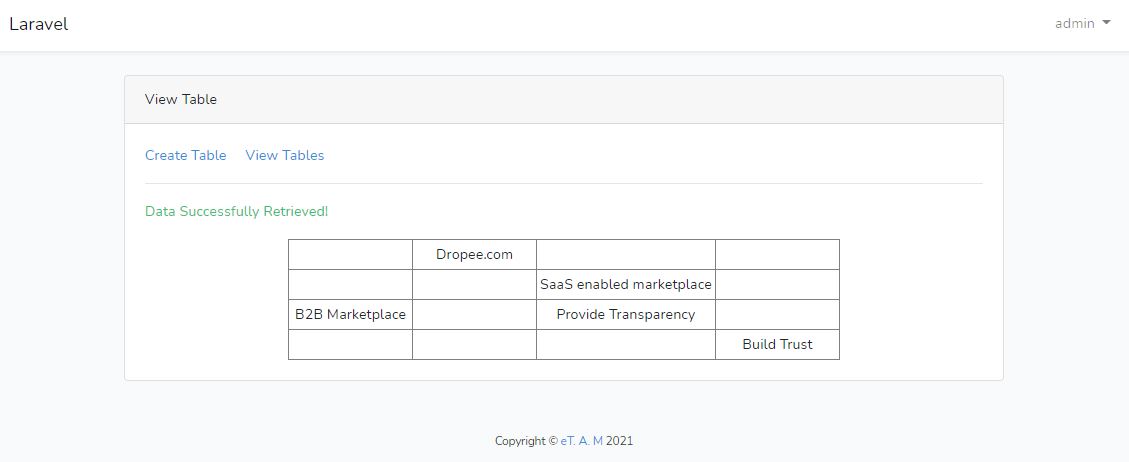 Laravel
admin
View Table
Create Table View Tables
Data Successfully Retrieved!
Dropee.com
SaaS enabled marketplace
B2B Marketplace Provide Transparency
Build Trust
Copyright © eT. A. M 2021